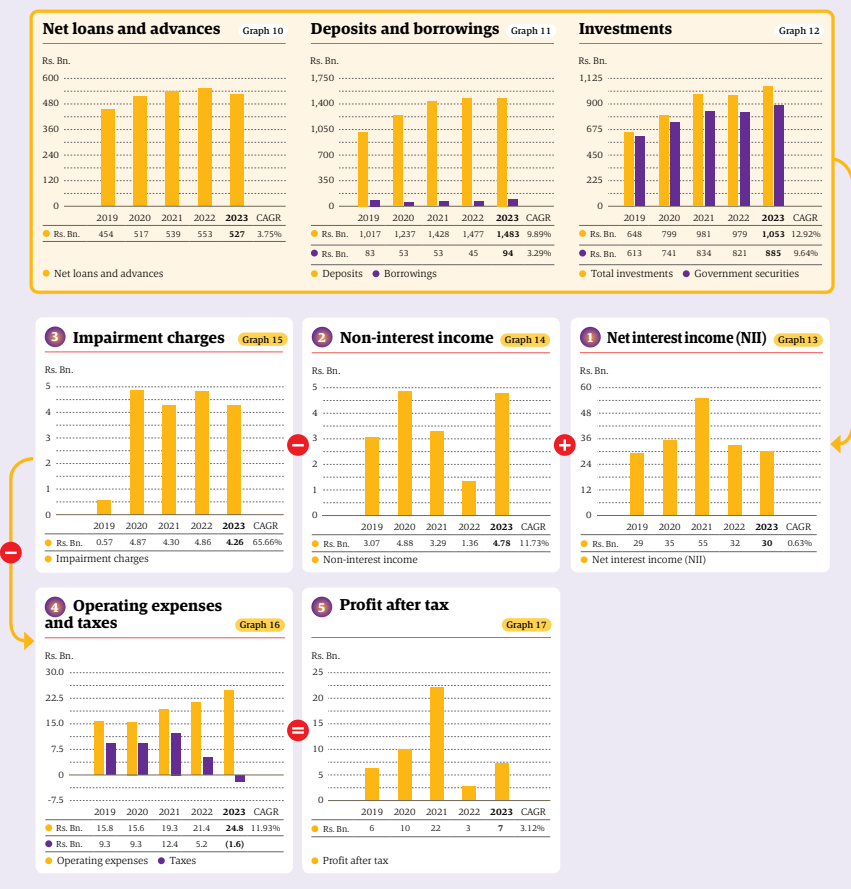 Net loans and advances Graph 10
Rs. Bn.
600
480
360
240
120
0
2019 2020 2021 2022 2023 CAGR
Rs. Bn. 454 517 539 553 527 3.75%
Net loans and advances
Deposits and borrowings Graph 11
Rs. Bn.
1,750
1,400
1,050
700
350
0
2019 2020 2021 2022 2023 CAGR
Rs. Bn. 1,017 1,237 1,428 1,477 1,483 9.89%
Rs. Bn. 83 53 53 45 94 3.29%
Deposits Borrowings
Investments Graph 12
Rs. Bn.
1,125
900
675
450
225
0
2019 2020 2021 2022 2023 CAGR
Rs. Bn. 648 799 981 979 1,053 12.92%
Rs. Bn. 613 741 834 821 885 9.64%
Total investments Government securities
3 Impairment charges Graph 15
Rs. Bn.
5
4
3
2
1
0
2019 2020 2021 2022 2023 CAGR
Rs. Bn. 0.57 4.87 4.30 4.86 4.26 65.66%
Impairment charges
2 Non-interest income Graph 14
Rs. Bn.
5
4
3
2
1
0
2019 2020 2021 2022 2023 CAGR
Rs. Bn. 3.07 4.88 3.29 1.36 4.78 11.73%
Non-interest income
1 Net interest income (NII) Graph 13
Rs. Bn.
60
48
36
24
12
0
2019 2020 2021 2022 2023 CAGR
Rs. Bn. 29 35 55 32 30 0.63%
Net interest income (NII)
4 Operating expenses
and taxes Graph 16
Rs. Bn.
30.0
22.5
15.0
7.5
0
-7.5
2019 2020 2021 2022 2023 CAGR
Rs. Bn. 15.8 15.6 19.3 21.4 24.8 11.93%
Rs. Bn. 9.3 9.3 12.4 5.2 (1.6)
Operating expenses Taxes
5 Profit after tax
Graph 17
Rs. Bn.
25
20
15
10
5
0
2019 2020 2021 2022 2023 CAGR
Rs. Bn. 6 10 22 3 7 3.12%
Profit after tax